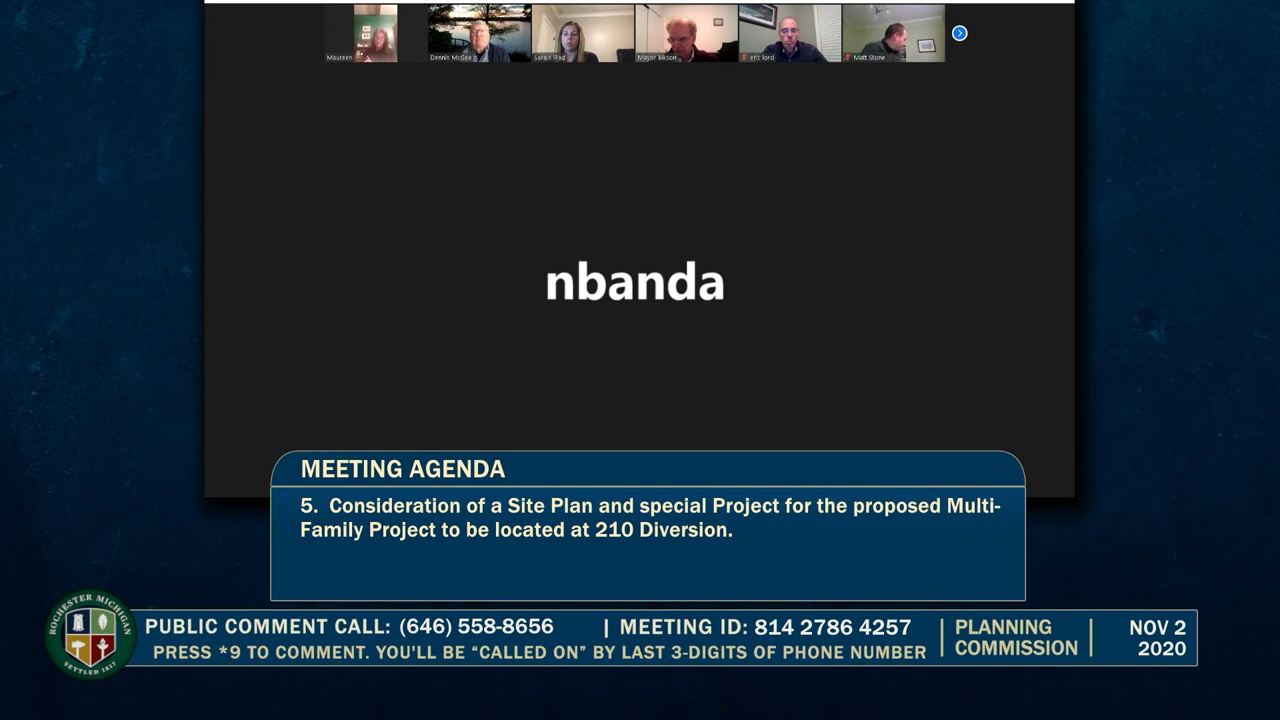 Maureen
Dennis McGee
Sara's iPad
Mayor Bikson
eric lord
Matt Stone
nbanda
MEETING AGENDA
5. Consideration of a Site Plan and special Project for the proposed Multi-
Family Project to be located at 210 Diversion.
ROCHESTER MICHIGAN
SETTLED 1817
PUBLIC COMMENT CALL: (646) 558-8656 | MEETING ID: 814 2786 4257
PRESS *9 TO COMMENT. YOU'LL BE “CALLED ON” BY LAST 3-DIGITS OF PHONE NUMBER
PLANNING
COMMISSION
NOV 2
2020